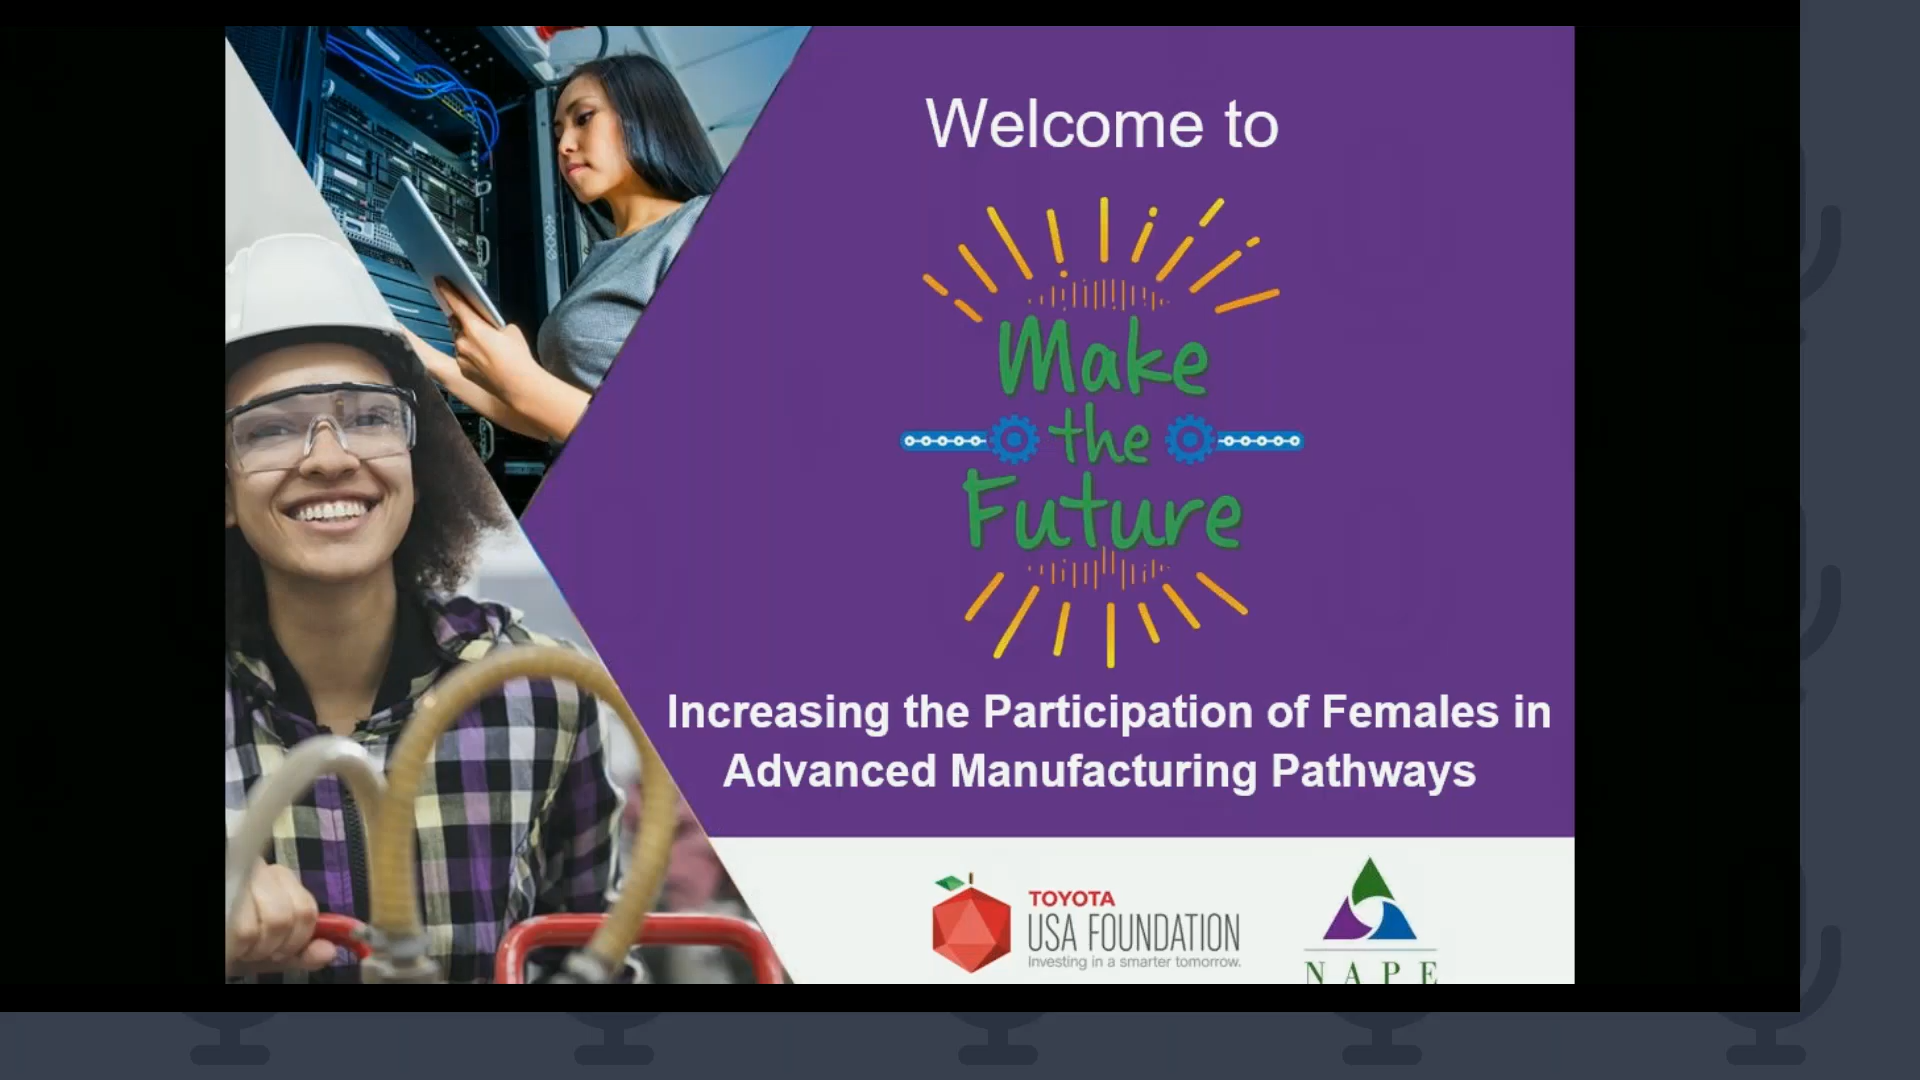 Welcome to
Make
the
Future
Increasing the Participation of Females in
Advanced Manufacturing Pathways
TOYOTA
USA FOUNDATION
Investing in a smarter tomorrow.
NAPE